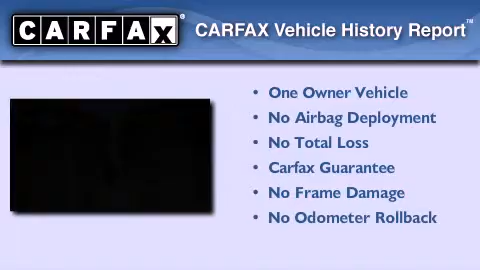 CARFAX® CARFAX Vehicle History Report™
• One Owner Vehicle
• No Airbag Deployment
• No Total Loss
• Carfax Guarantee
• No Frame Damage
• No Odometer Rollback